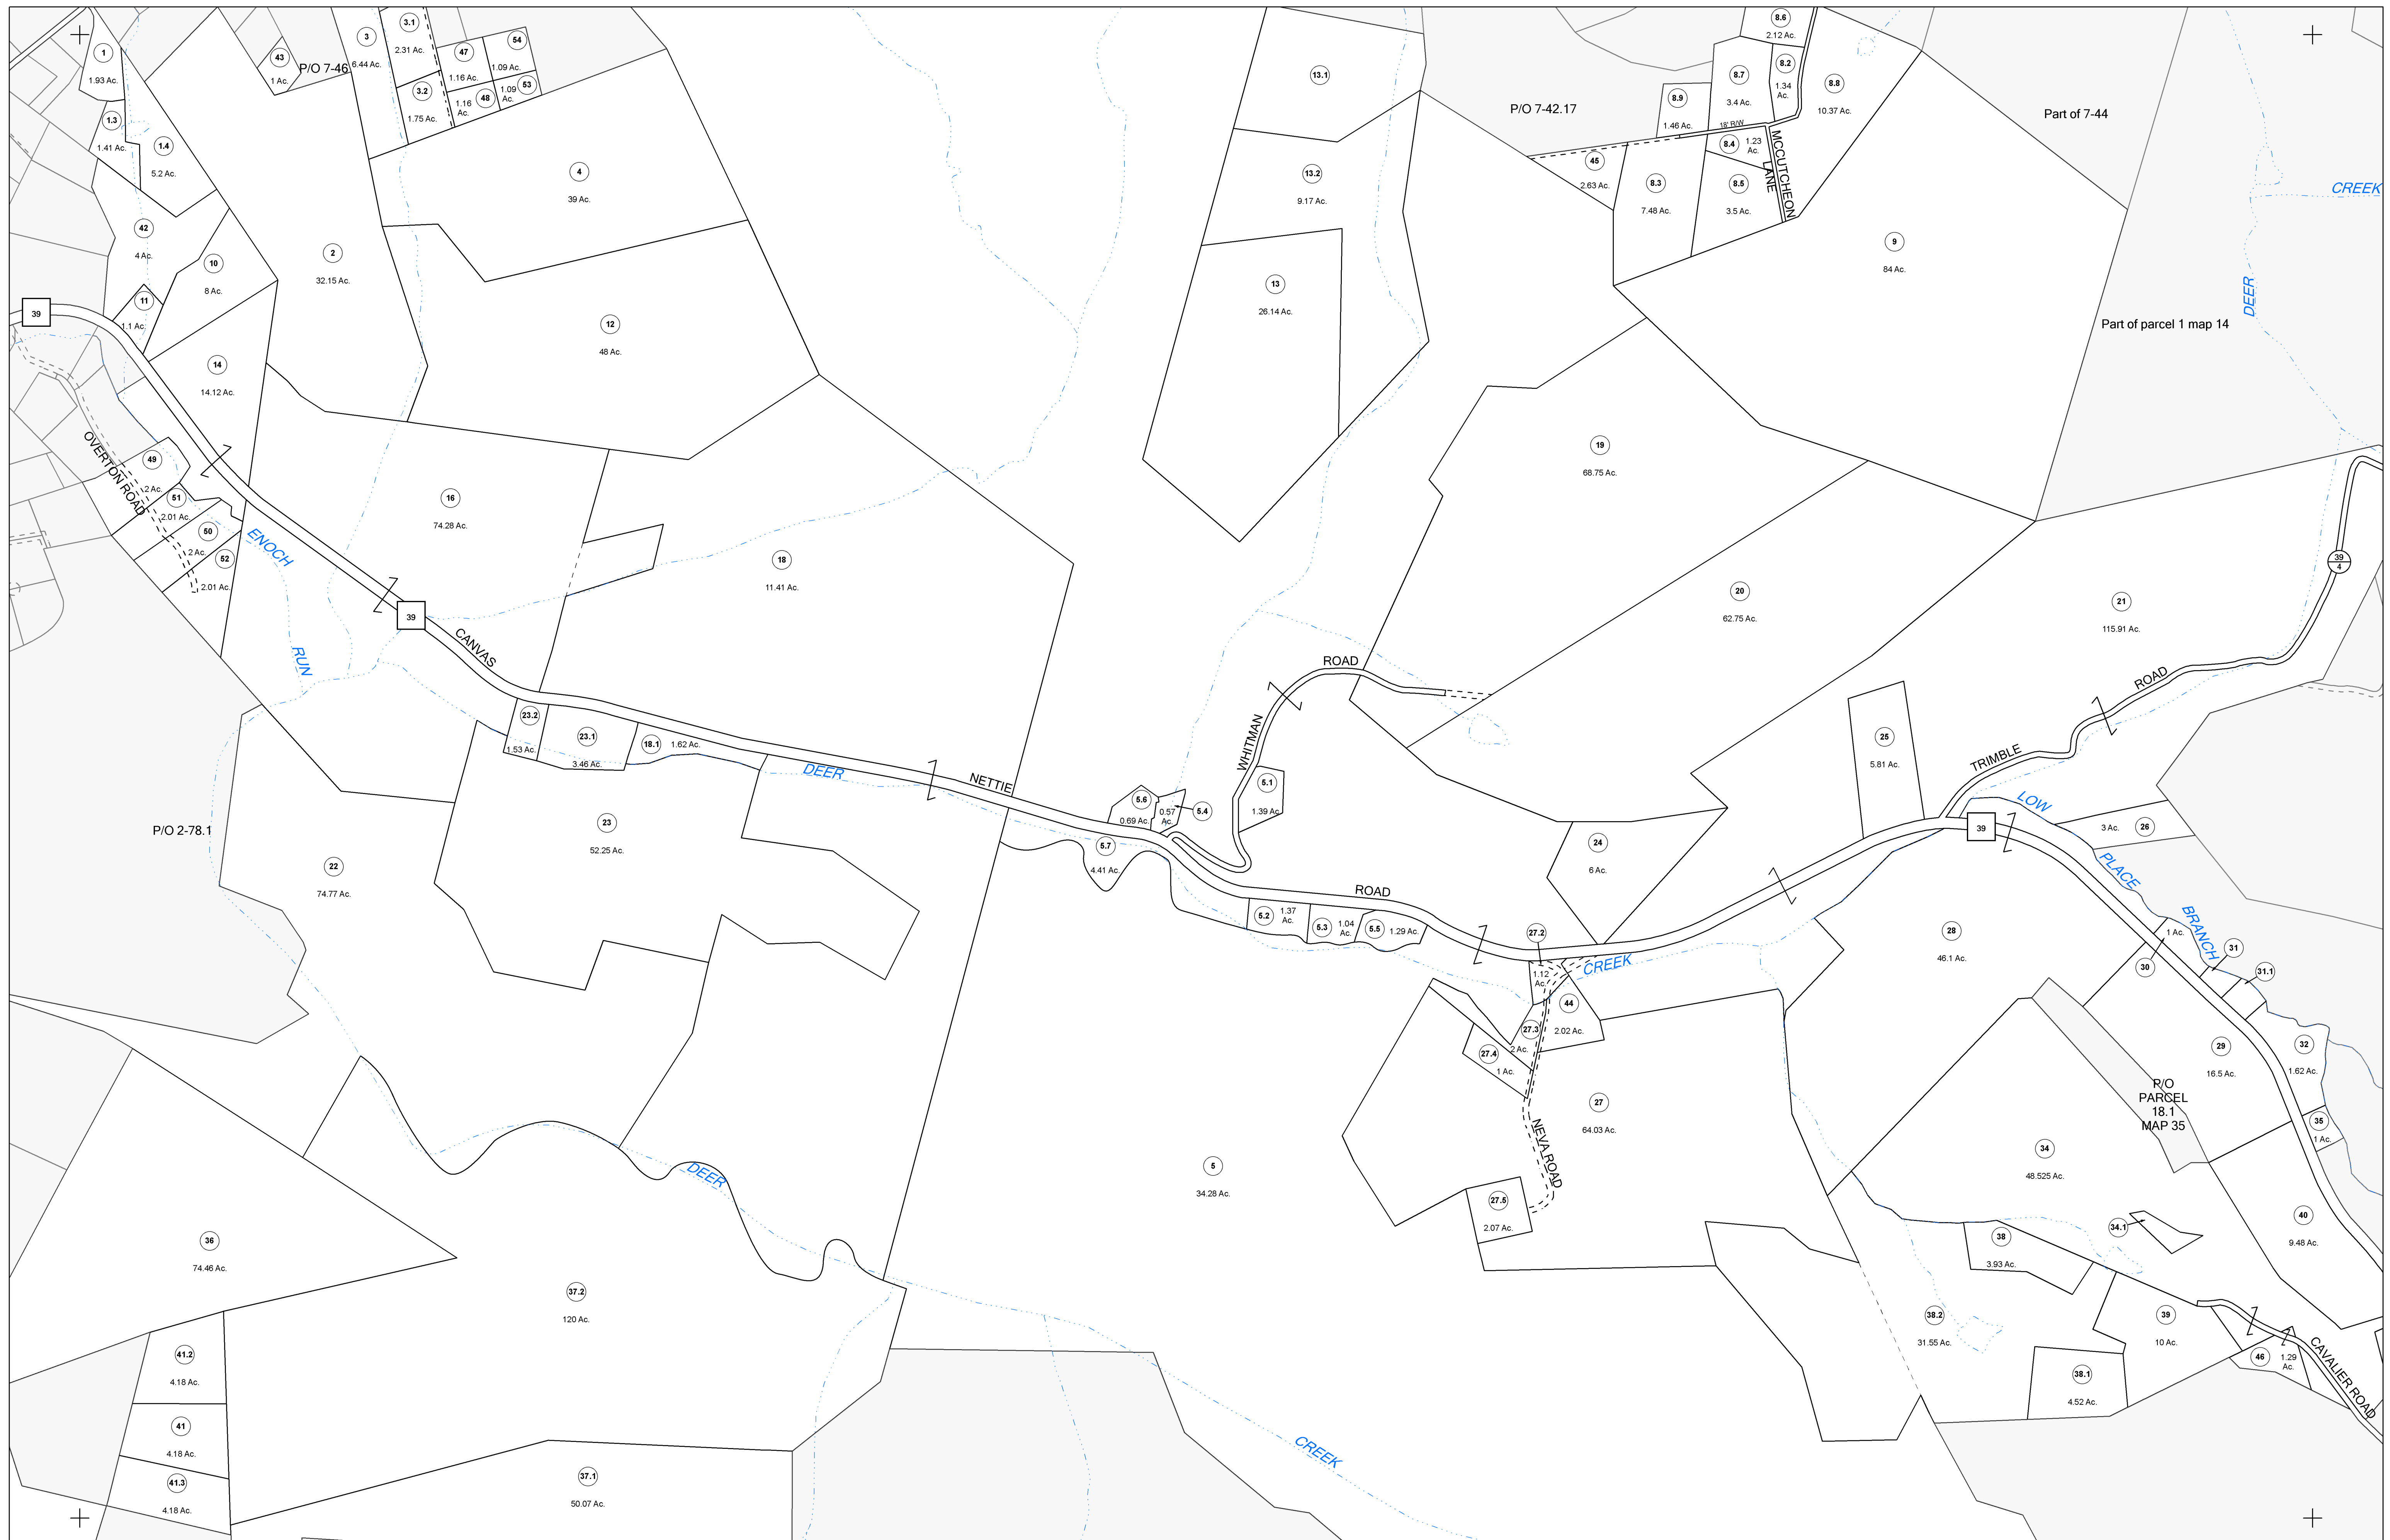 1
1.93 Ac.
1.3
1.41 Ac.
1.4
5.2 Ac.
43
1 Ac.
P/O 7-46
3
6.44 Ac.
3.1
2.31 Ac.
3.2
1.75 Ac.
47
1.16 Ac.
54
1.09 Ac.
48
1.16
Ac.
53
1.09
Ac.
4
39 Ac.
42
4 Ac.
10
8 Ac.
11
1.1 Ac.
2
32.15 Ac.
12
48 Ac.
39
14
14.12 Ac.
13.1
13.2
9.17 Ac.
13
26.14 Ac.
P/O 7-42.17
8.6
2.12 Ac.
8.2
1.34
Ac.
8.7
3.4 Ac.
8.8
10.37 Ac.
8.9
1.46 Ac.
18' R/W
8.4
1.23
Ac.
MCCUTCHEON
LANE
45
2.63 Ac.
8.3
7.48 Ac.
8.5
3.5 Ac.
9
84 Ac.
Part of 7-44
CREEK
DEER
Part of parcel 1 map 14
OVERTON ROAD
49
2 Ac.
51
2.01 Ac.
50
2 Ac.
52
2.01 Ac.
ENOCH
RUN
16
74.28 Ac.
18
11.41 Ac.
19
68.75 Ac.
20
62.75 Ac.
21
115.91 Ac.
39
4
39
CANVAS
NETTIE
ROAD
WHITMAN
ROAD
TRIMBLE
ROAD
23.2
1.53 Ac.
23.1
3.46 Ac.
18.1
1.62 Ac.
DEER
5.6
0.69 Ac.
0.57
Ac.
5.4
5.1
1.39 Ac.
5.7
4.41 Ac.
25
5.81 Ac.
39
LOW
PLACE
BRANCH
3 Ac.
26
P/O 2-78.1
22
74.77 Ac.
23
52.25 Ac.
24
6 Ac.
5.2
1.37
Ac.
5.3
1.04
Ac.
5.5
1.29 Ac.
27.2
1.12
Ac.
CREEK
44
2.02 Ac.
27.3
2 Ac.
27.4
1 Ac.
28
46.1 Ac.
1 Ac.
30
31
31.1
29
16.5 Ac.
32
1.62 Ac.
35
1 Ac.
P/O
PARCEL
18.1
MAP 35
27
64.03 Ac.
NEVA ROAD
27.5
2.07 Ac.
5
34.28 Ac.
DEER
34
48.525 Ac.
34.1
40
9.48 Ac.
36
74.46 Ac.
37.2
120 Ac.
38
3.93 Ac.
38.2
31.55 Ac.
39
10 Ac.
38.1
4.52 Ac.
46
1.29
Ac.
CAVALIER ROAD
41.2
4.18 Ac.
41
4.18 Ac.
41.3
4.18 Ac.
37.1
50.07 Ac.
CREEK